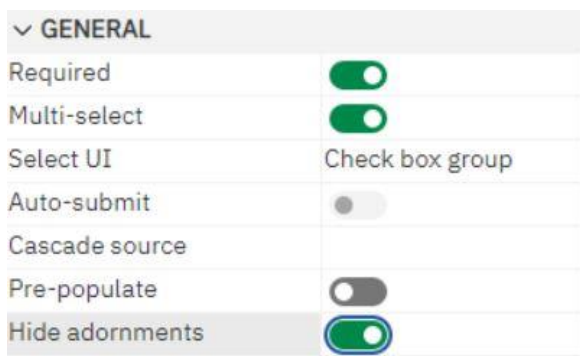 GENERAL
Required
Multi-select
Select UI Check box group
Auto-submit
Cascade source
Pre-populate
Hide adornments